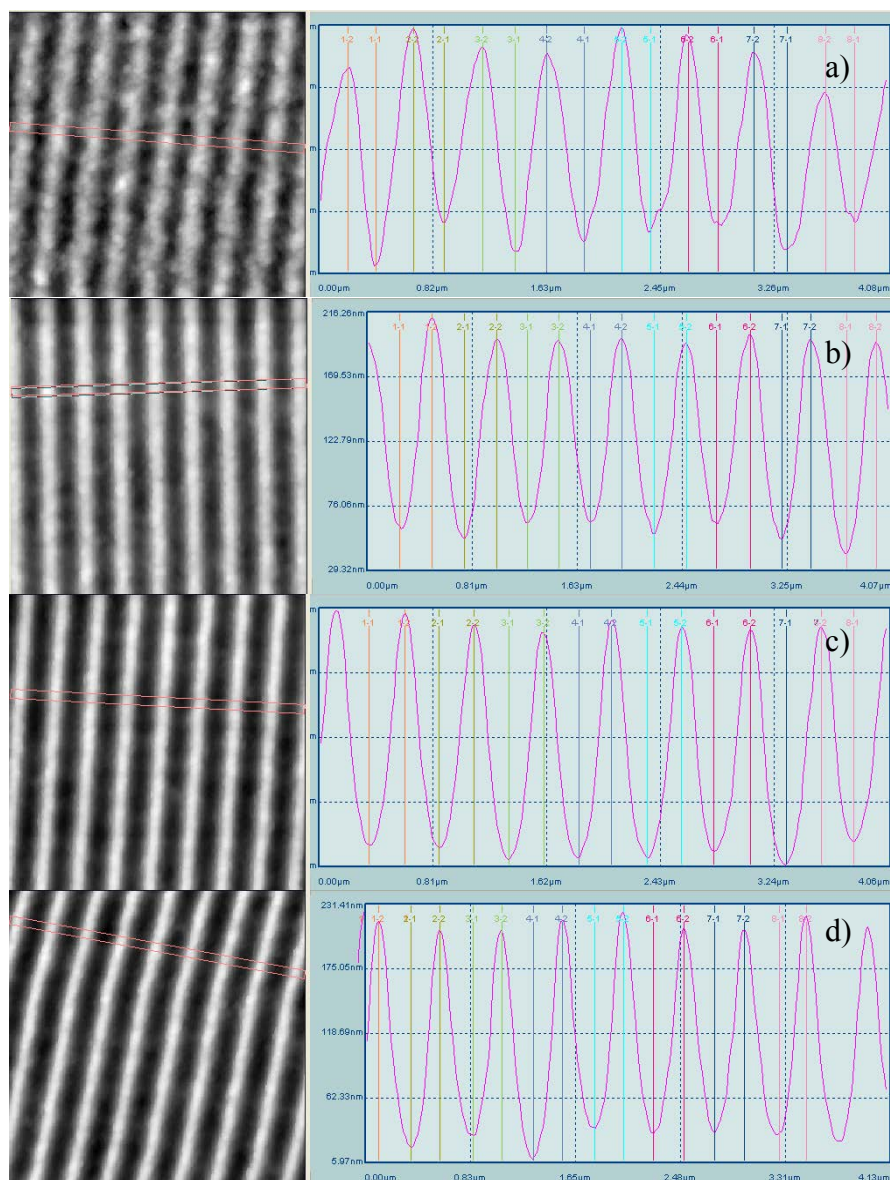 1-2 1-1 2-2 2-1 3-2 3-1 4-2 4-1 5-2 5-1 6-2 6-1 7-2 7-1 8-2 8-1
a)
m
m
m
0.00µm 0.82µm 1.63µm 2.45µm 3.26µm 4.08µm
216.26nm
1-1 1-2 2-1 2-2 3-1 3-2 4-1 4-2 5-1 5-2 6-1 6-2 7-1 7-2 8-1 8-2
b)
169.53nm
122.79nm
76.06nm
29.32nm
0.00µm 0.81µm 1.63µm 2.44µm 3.25µm 4.07µm
m
1-1 1-2 2-1 2-2 3-1 3-2 4-1 4-2 5-1 5-2 6-1 6-2 7-1 7-2 8-1
c)
m
m
m
0.00µm 0.81µm 1.62µm 2.43µm 3.24µm 4.06µm
231.41nm
1-2 2-1 2-2 3-1 3-2 4-1 4-2 5-1 5-2 6-1 6-2 7-1 7-2 8-1
d)
175.05nm
118.69nm
62.33nm
5.97nm
0.00µm 0.83µm 1.65µm 2.48µm 3.31µm 4.13µm